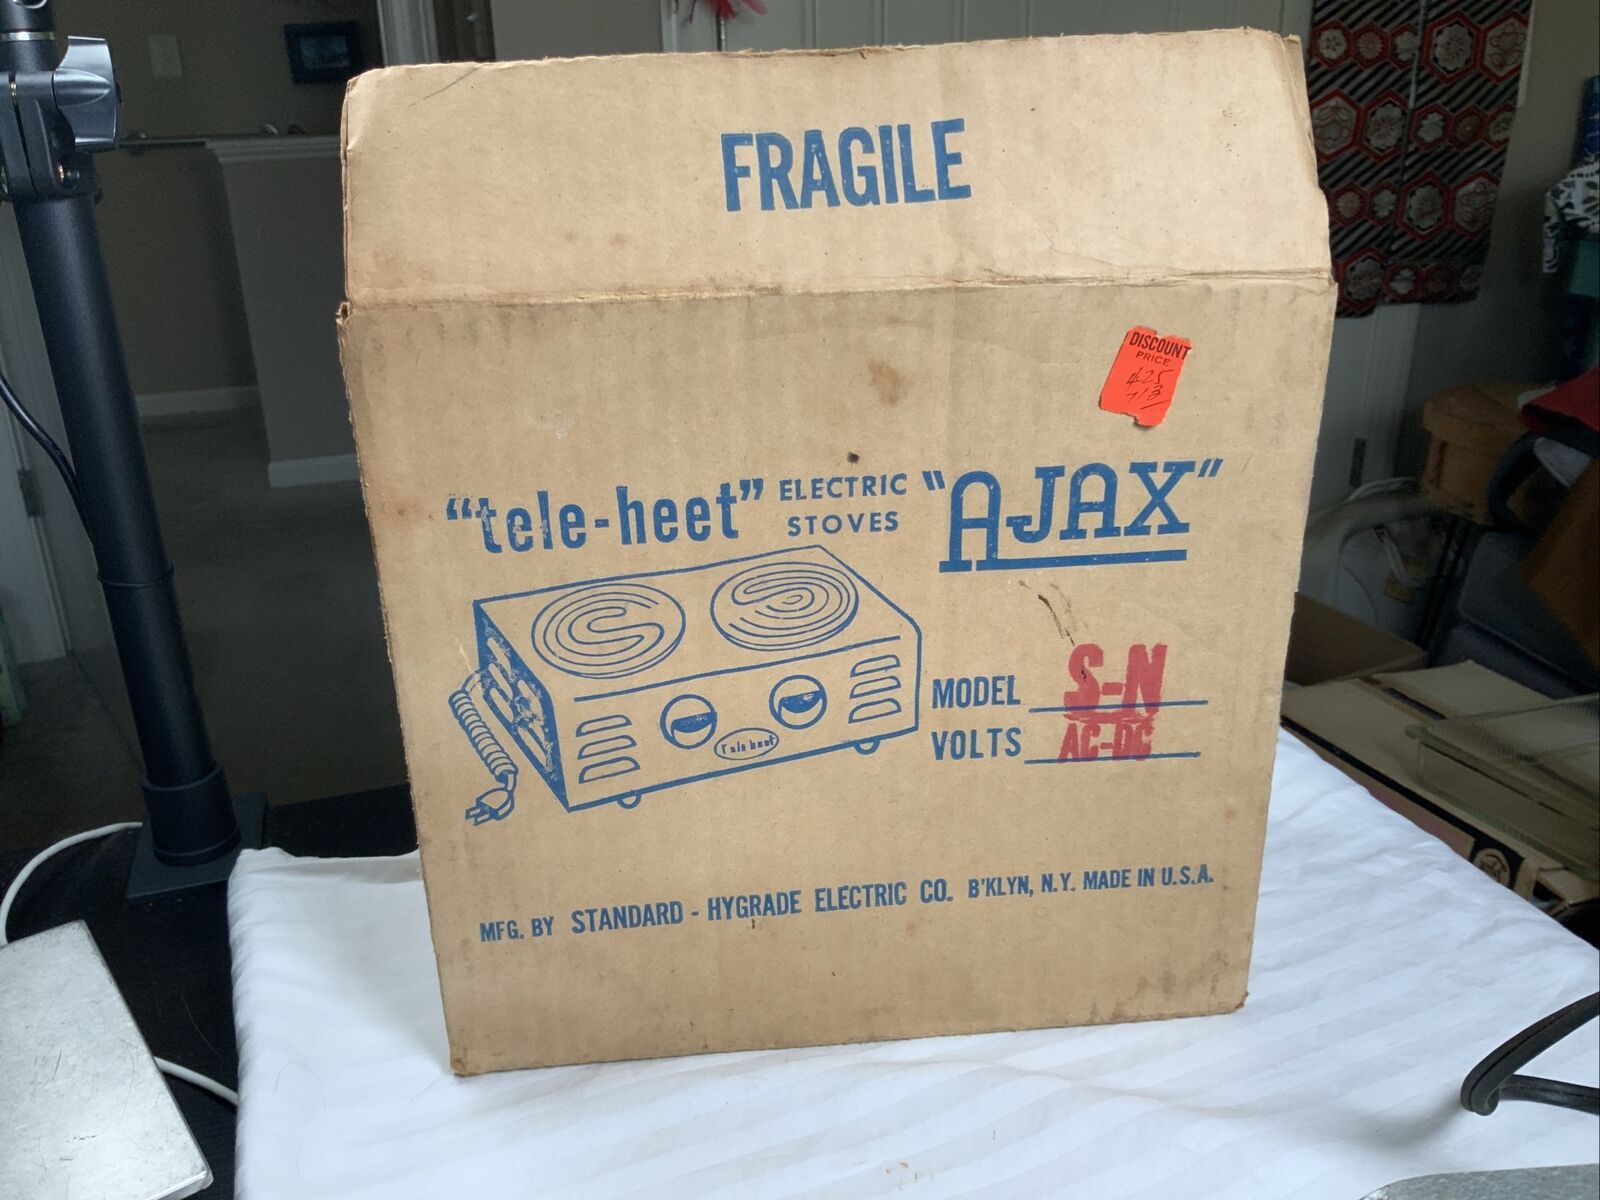 FRAGILE
DISCOUNT
PRICE
"tele-heet" ELECTRIC STOVES "AJAX"
Tele heet
MODEL S-N
VOLTS AC-DC
MFG. BY STANDARD - HYGRADE ELECTRIC CO. B'KLYN, N.Y. MADE IN U.S.A.